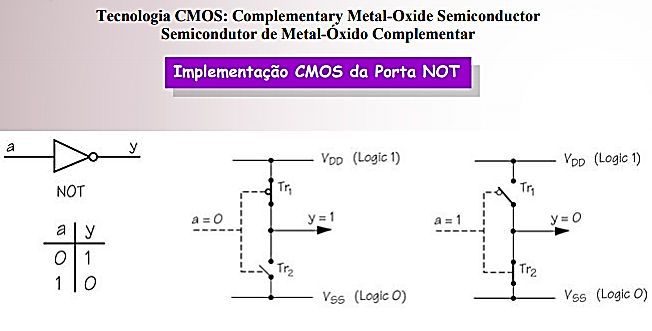 Tecnologia CMOS: Complementary Metal-Oxide Semiconductor
Semicondutor de Metal-Óxido Complementar
Implementação CMOS da Porta NOT
a y
NOT
a y
0 1
1 0
VDD (Logic 1)
Tr1
a = 0
y = 1
Tr2
VSS (Logic 0)
VDD (Logic 1)
Tr1
a = 1
y = 0
Tr2
VSS (Logic 0)